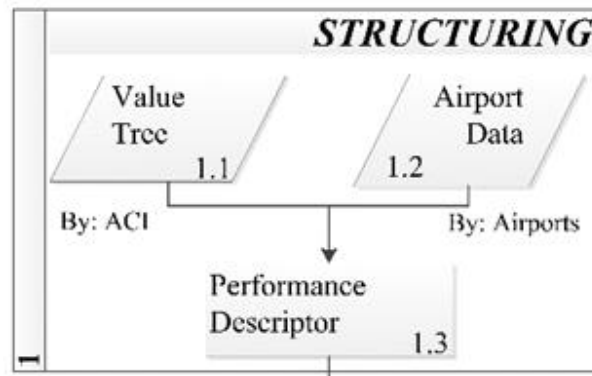 STRUCTURING
Value
Tree
1.1
Airport
Data
1.2
By: ACI
By: Airports
Performance
Descriptor
1.3
1